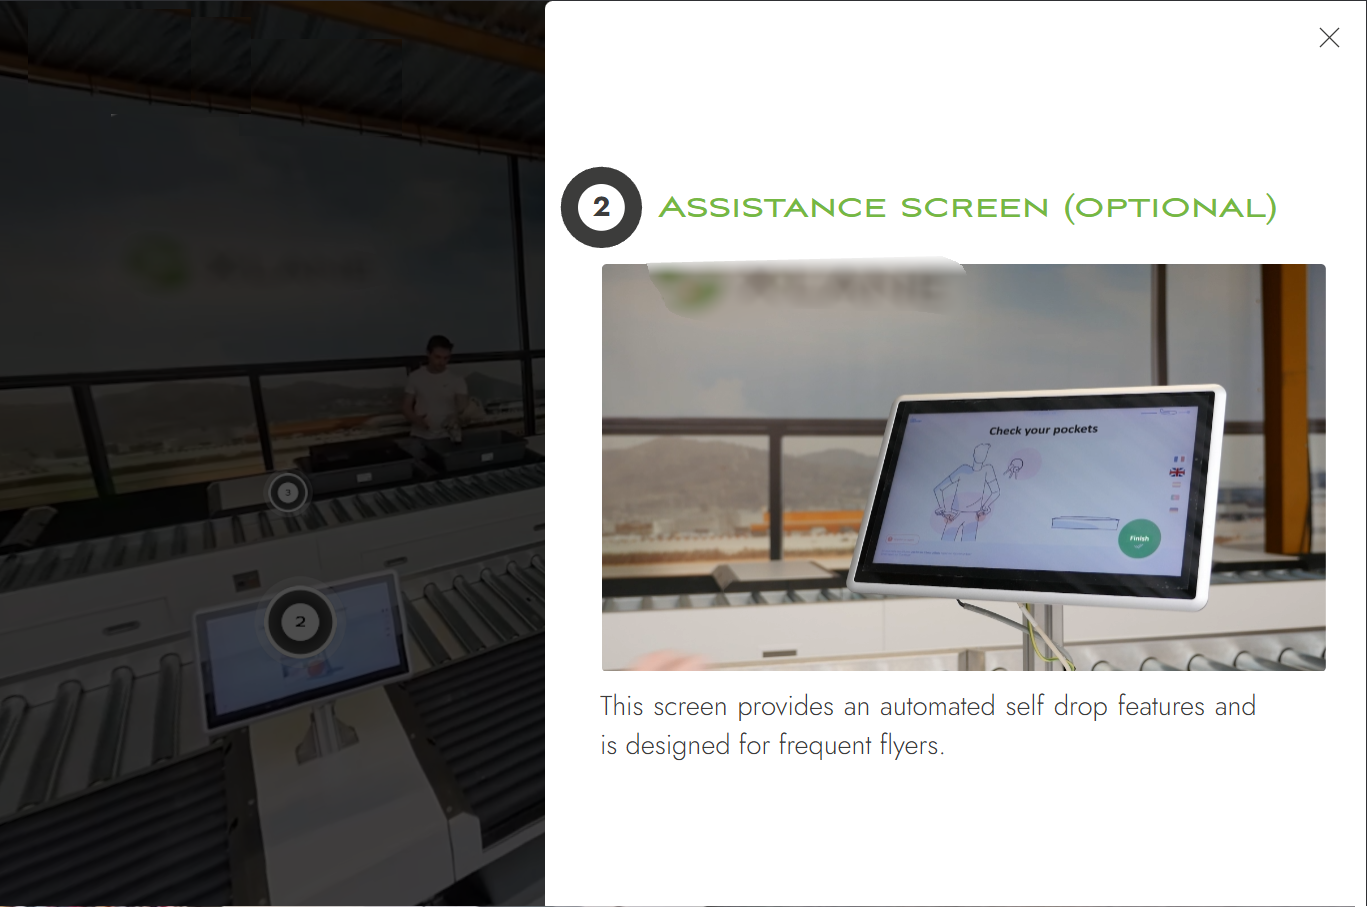 2 ASSISTANCE SCREEN (OPTIONAL)
Check your pockets
Finish
This screen provides an automated self drop features and
is designed for frequent flyers.
3
2